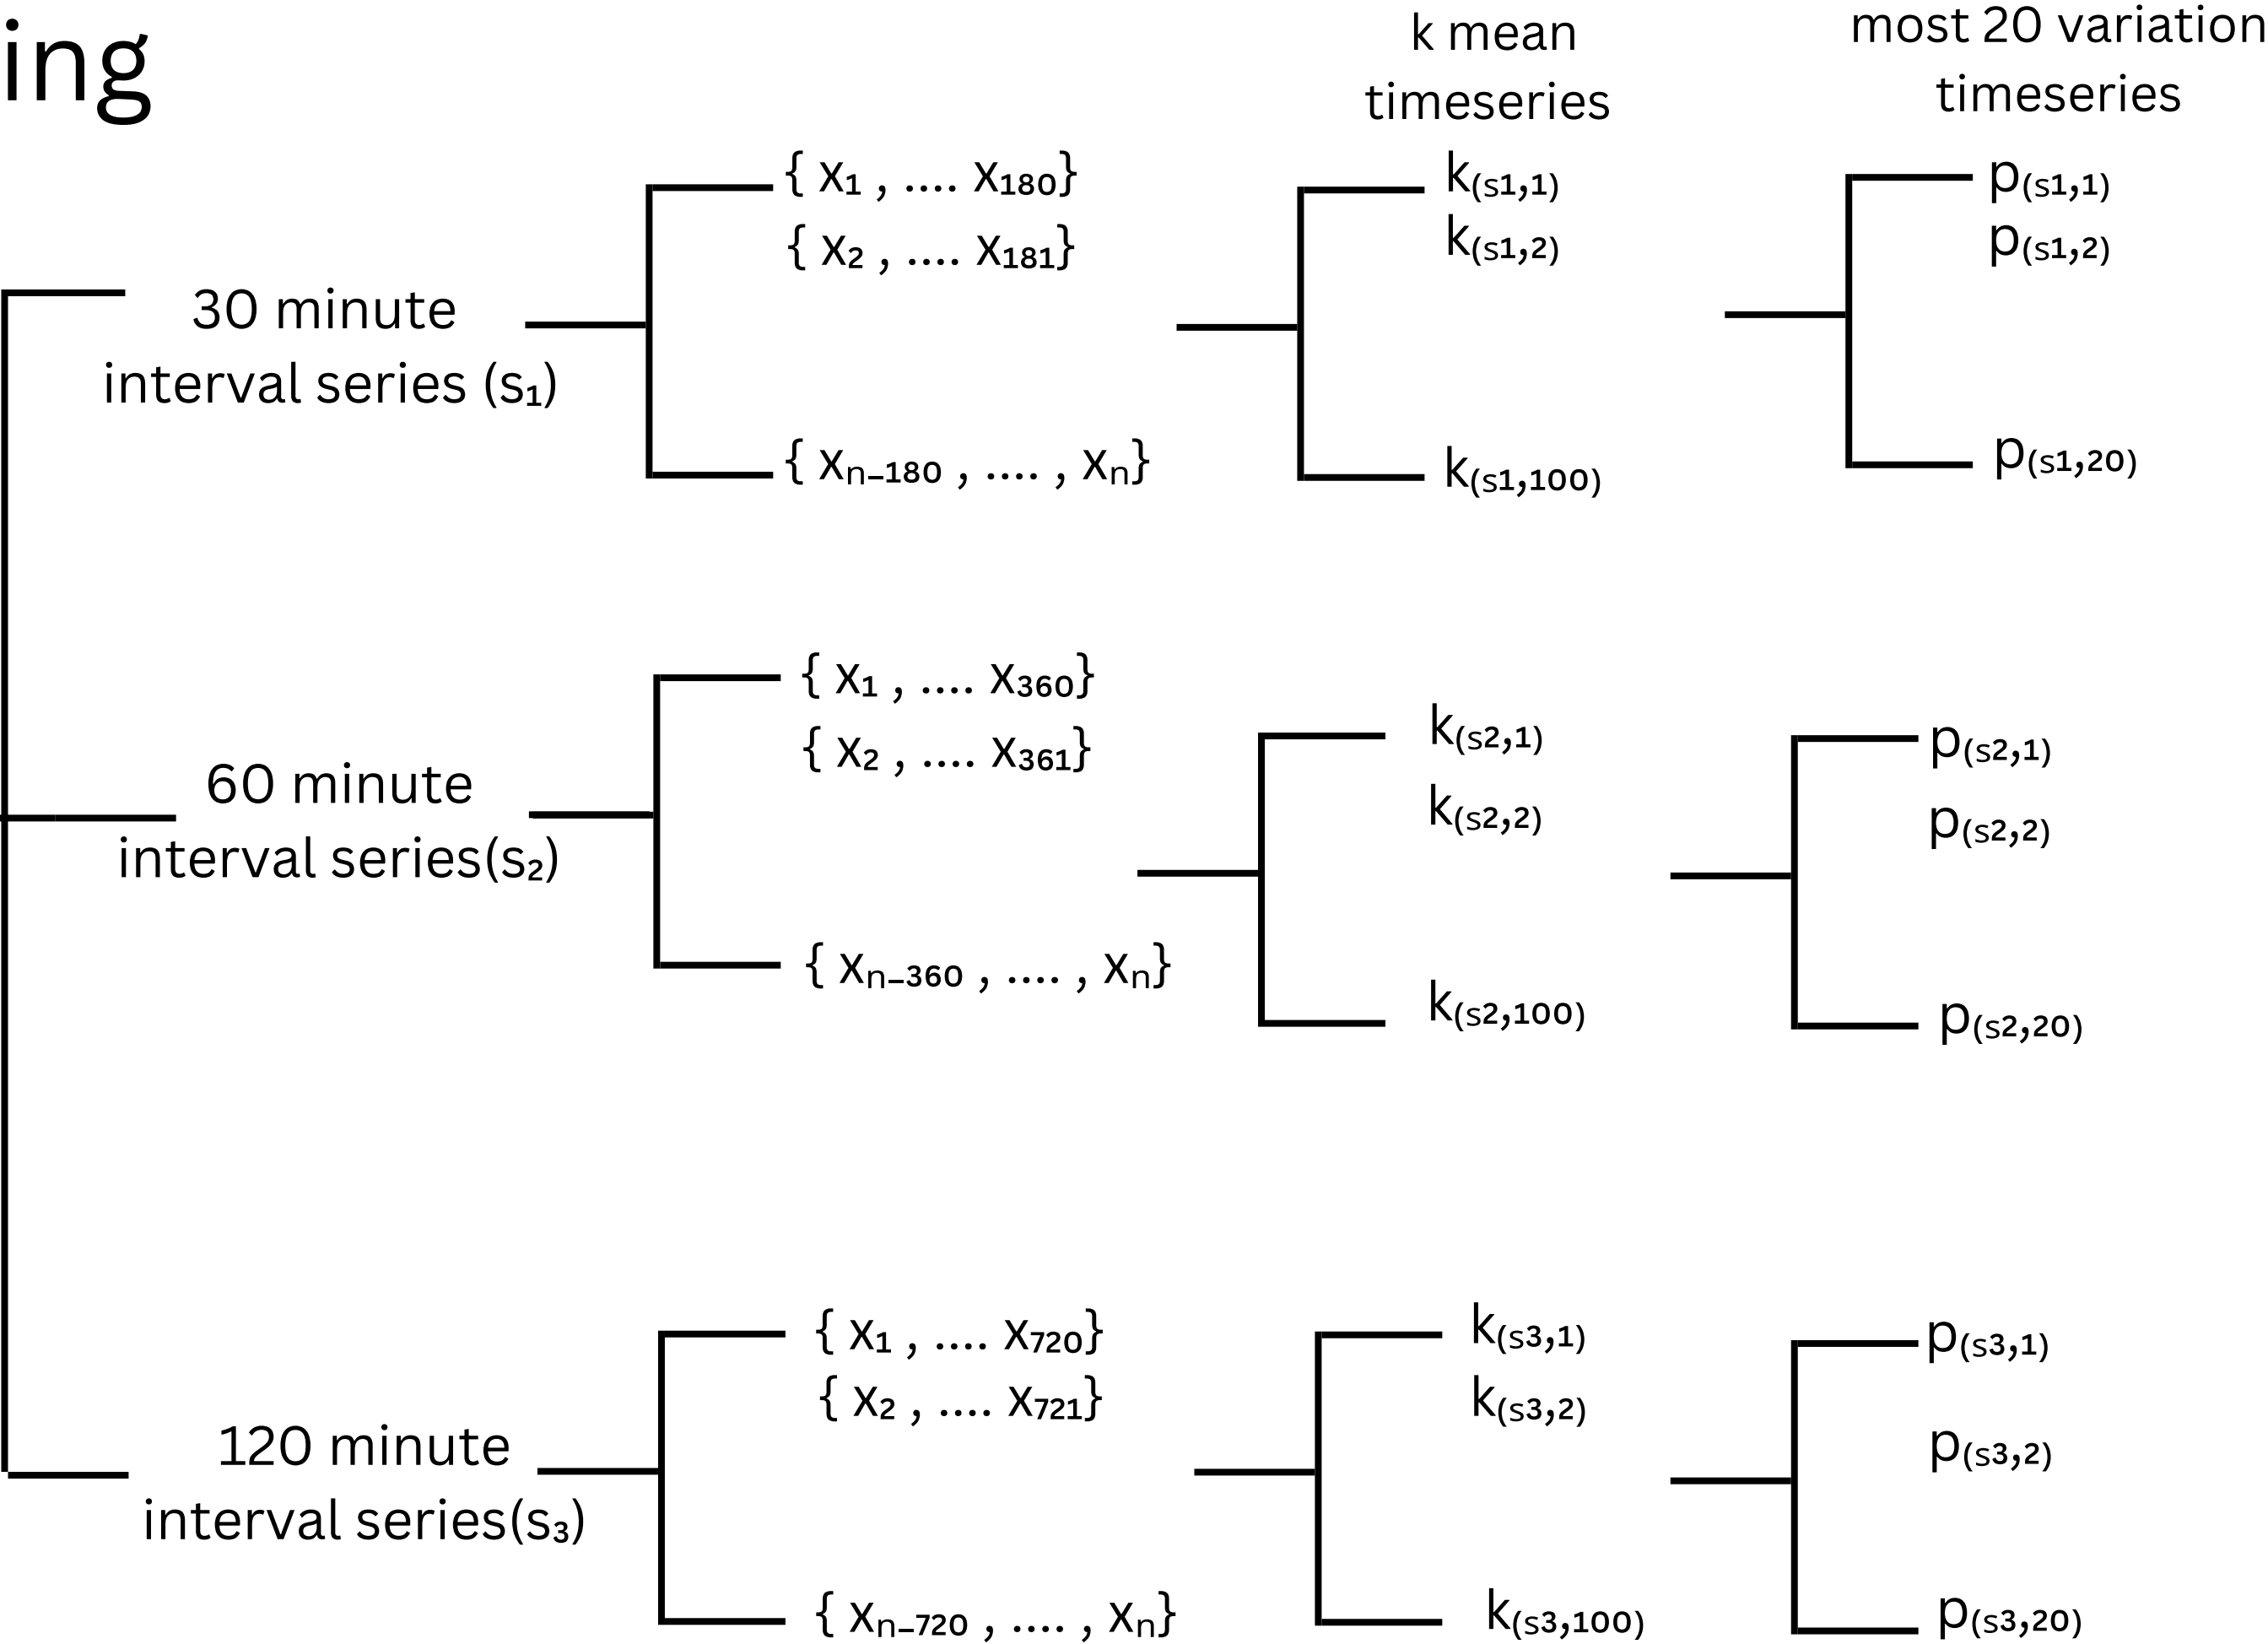 ing
k mean
timeseries
most 20 variation
timeseries
30 minute
interval series (s₁)
{ x₁ , .... x₁₈₀}
{ x₂ , .... x₁₈₁}
{ xₙ₋₁₈₀ , .... , xₙ}
k(s1,1)
k(s1,2)
k(s1,100)
p(s1,1)
p(s1,2)
p(s1,20)
60 minute
interval series(s₂)
{ x₁ , .... x₃₆₀}
{ x₂ , .... x₃₆₁}
{ xₙ₋₃₆₀ , .... , xₙ}
k(s2,1)
k(s2,2)
k(s2,100)
p(s2,1)
p(s2,2)
p(s2,20)
120 minute
interval series(s₃)
{ x₁ , .... x₇₂₀}
{ x₂ , .... x₇₂₁}
{ xₙ₋₇₂₀ , .... , xₙ}
k(s3,1)
k(s3,2)
k(s3,100)
p(s3,1)
p(s3,2)
p(s3,20)